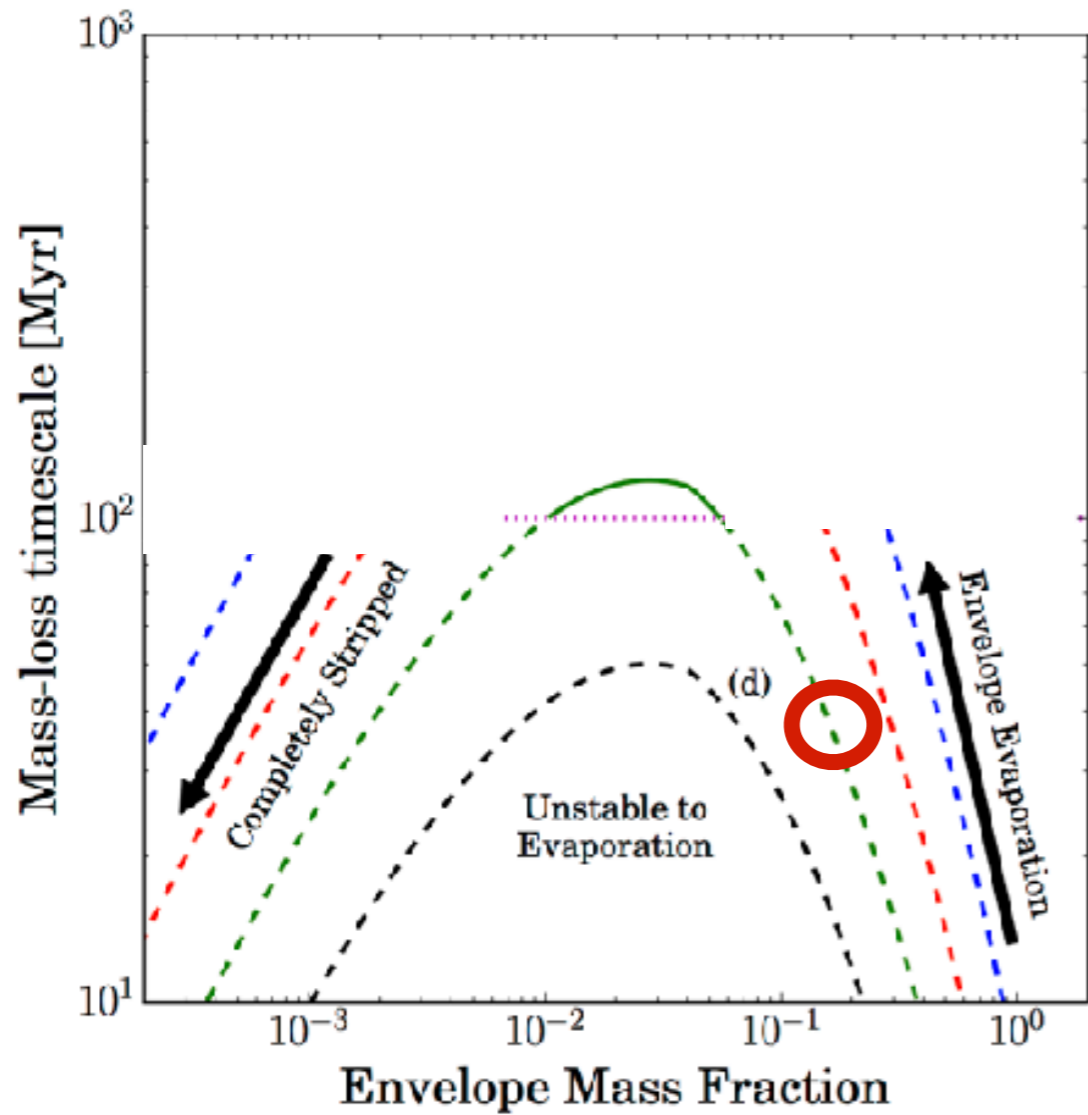 10³
10²
10¹
Mass-loss timescale [Myr]
Completely Stripped
(d)
Unstable to
Evaporation
Envelope Evaporation
10⁻³
10⁻²
10⁻¹
10⁰
Envelope Mass Fraction